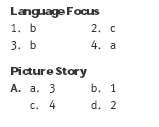 Language Focus
1. b 2. c
3. b 4. a
Picture Story
A. a. 3 b. 1
c. 4 d. 2